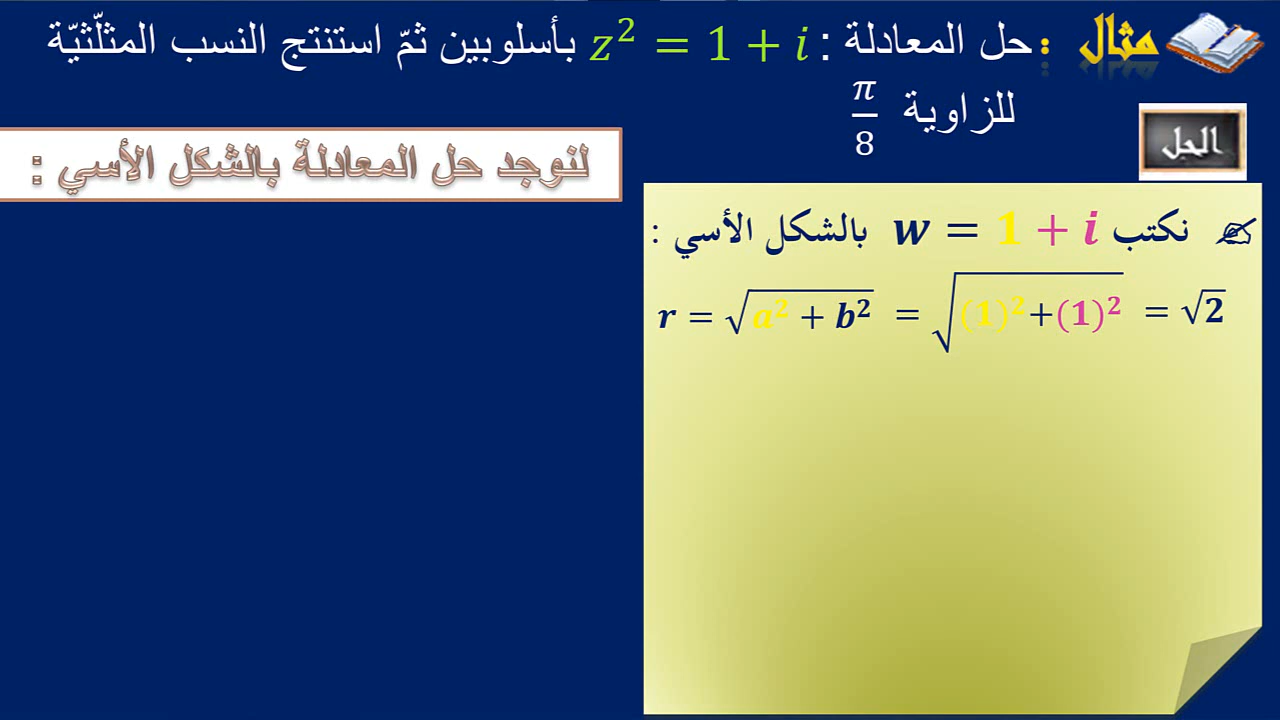 مثال : حل المعادلة : z² = 1 + i بأسلوبين ثمّ استنتج النسب المثلّثيّة
للزاوية π/8
الحل
لنوجد حل المعادلة بالشكل الأسي :
نكتب w = 1 + i بالشكل الأسي :
r = √(a² + b²) = √((1)²+(1)²) = √2